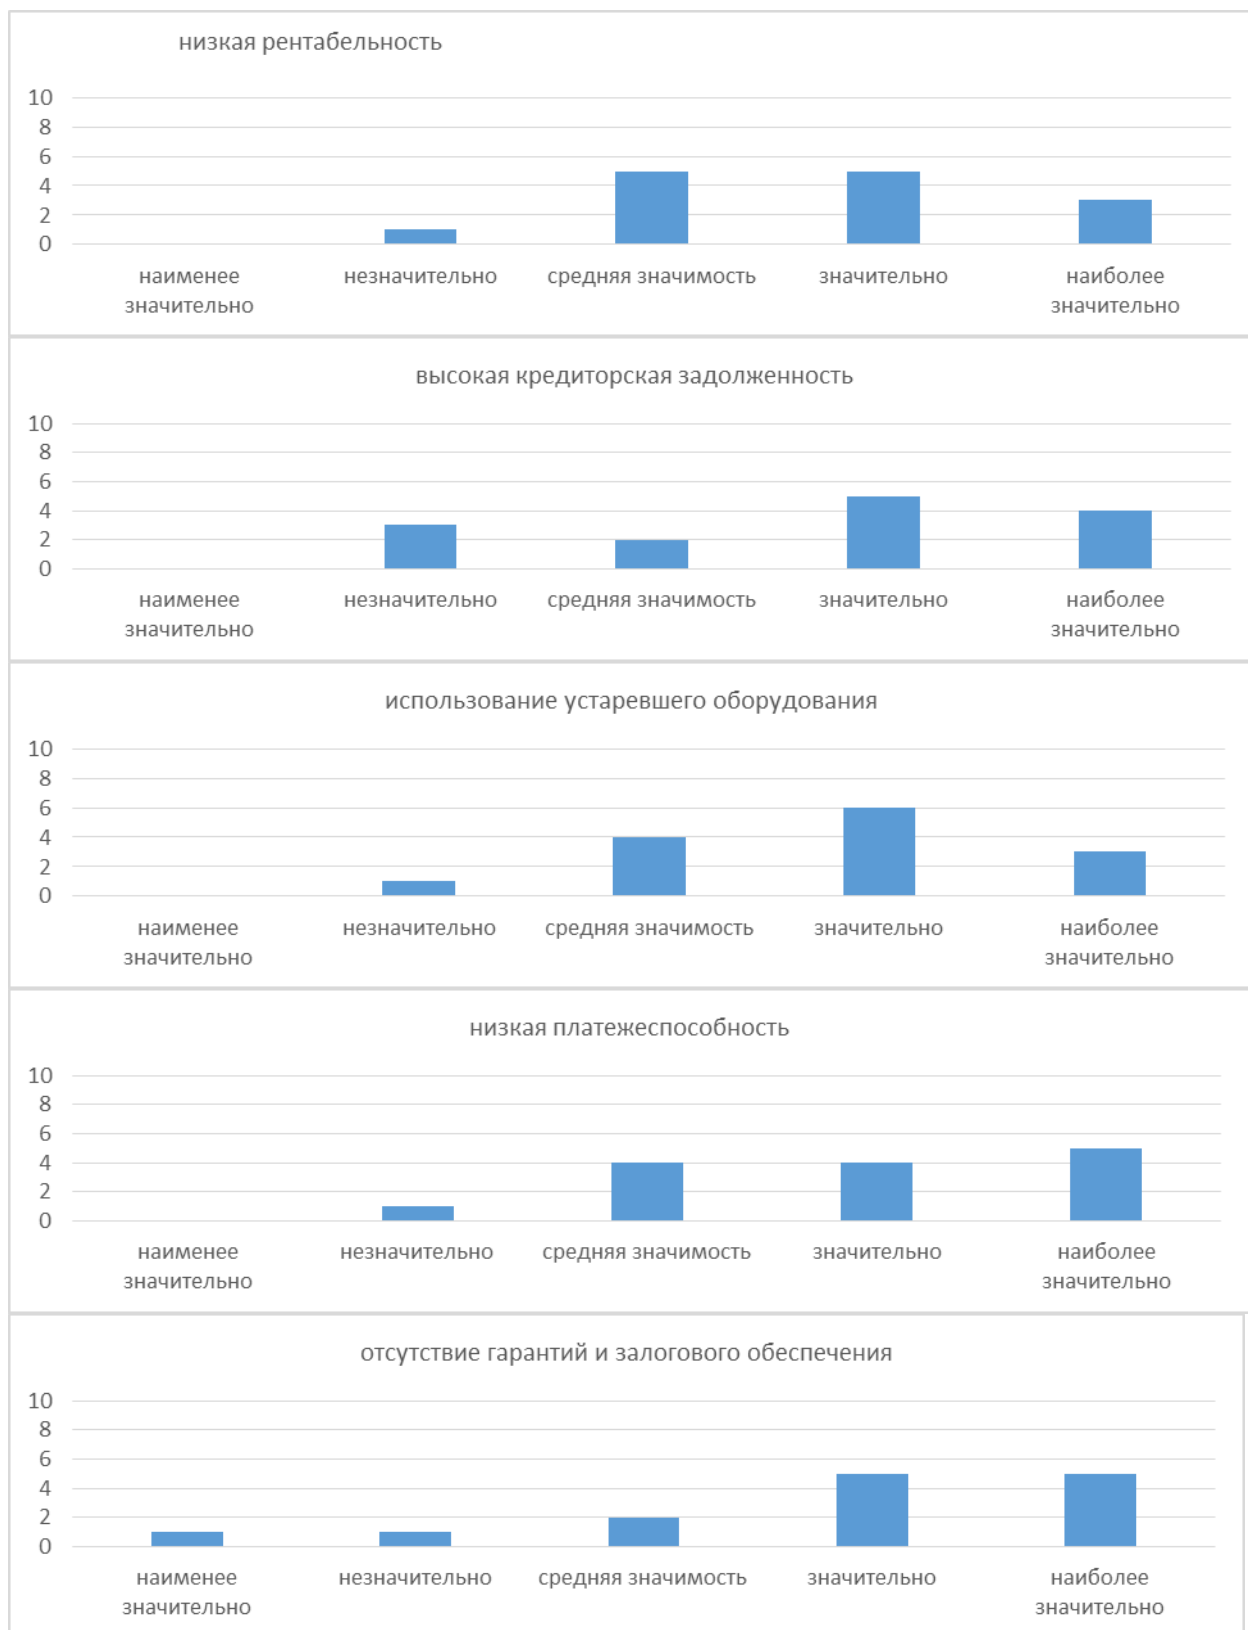 низкая рентабельность
10
8
6
4
2
0
наименее незначительно средняя значимость значительно наиболее
значительно значительно
высокая кредиторская задолженность
10
8
6
4
2
0
наименее незначительно средняя значимость значительно наиболее
значительно значительно
использование устаревшего оборудования
10
8
6
4
2
0
наименее незначительно средняя значимость значительно наиболее
значительно значительно
низкая платежеспособность
10
8
6
4
2
0
наименее незначительно средняя значимость значительно наиболее
значительно значительно
отсутствие гарантий и залогового обеспечения
10
8
6
4
2
0
наименее незначительно средняя значимость значительно наиболее
значительно значительно